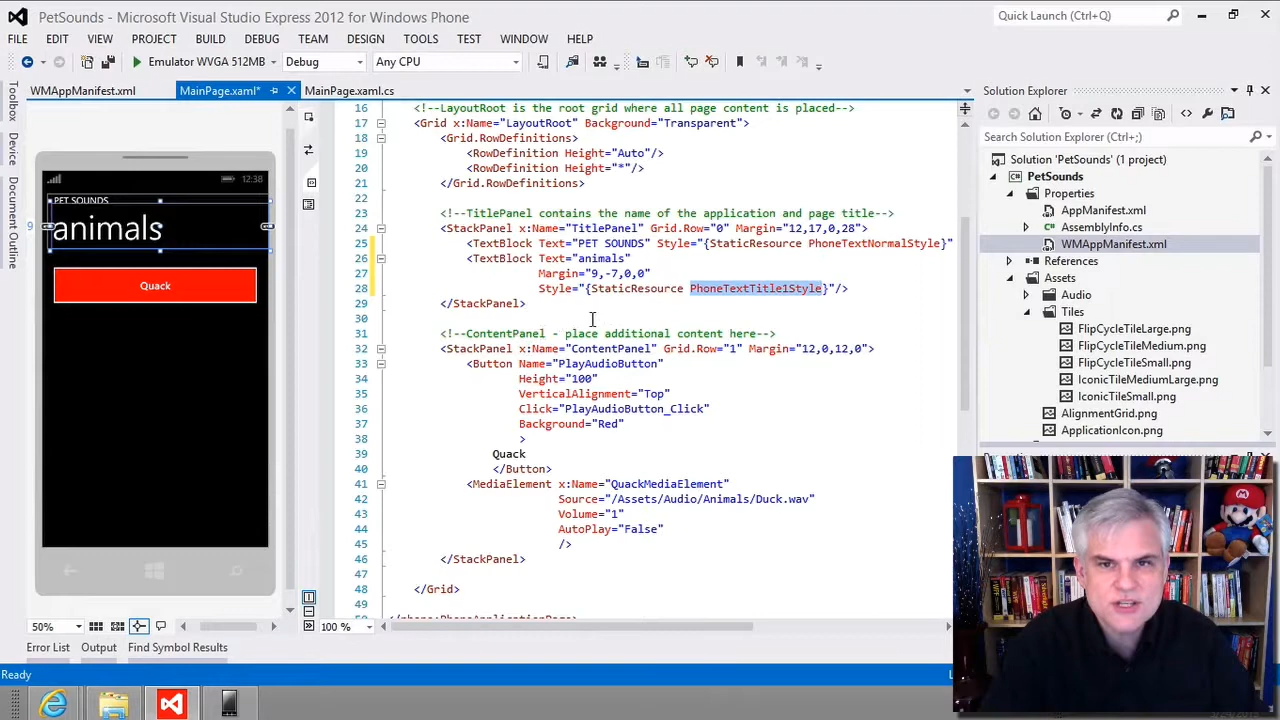 PetSounds - Microsoft Visual Studio Express 2012 for Windows Phone
Quick Launch (Ctrl+Q)
FILE EDIT VIEW PROJECT BUILD DEBUG TEAM DESIGN TOOLS TEST WINDOW HELP
Emulator WVGA 512MB Debug Any CPU
WMAppManifest.xml MainPage.xaml* MainPage.xaml.cs
Toolbox
Device
Document Outline
12:38
PET SOUNDS
animals
9
Quack
16 <!--LayoutRoot is the root grid where all page content is placed-->
17 <Grid x:Name="LayoutRoot" Background="Transparent">
18 <Grid.RowDefinitions>
19 <RowDefinition Height="Auto"/>
20 <RowDefinition Height="*"/>
21 </Grid.RowDefinitions>
22
23 <!--TitlePanel contains the name of the application and page title-->
24 <StackPanel x:Name="TitlePanel" Grid.Row="0" Margin="12,17,0,28">
25 <TextBlock Text="PET SOUNDS" Style="{StaticResource PhoneTextNormalStyle}"
26 <TextBlock Text="animals"
27 Margin="9,-7,0,0"
28 Style="{StaticResource PhoneTextTitle1Style}"/>
29 </StackPanel>
30
31 <!--ContentPanel - place additional content here-->
32 <StackPanel x:Name="ContentPanel" Grid.Row="1" Margin="12,0,12,0">
33 <Button Name="PlayAudioButton"
34 Height="100"
35 VerticalAlignment="Top"
36 Click="PlayAudioButton_Click"
37 Background="Red"
38 >
39 Quack
40 </Button>
41 <MediaElement x:Name="QuackMediaElement"
42 Source="/Assets/Audio/Animals/Duck.wav"
43 Volume="1"
44 AutoPlay="False"
45 />
46 </StackPanel>
47
48 </Grid>
49
50% 100 %
Solution Explorer
Search Solution Explorer (Ctrl+;)
Solution 'PetSounds' (1 project)
PetSounds
Properties
AppManifest.xml
AssemblyInfo.cs
WMAppManifest.xml
References
Assets
Audio
Tiles
FlipCycleTileLarge.png
FlipCycleTileMedium.png
FlipCycleTileSmall.png
IconicTileMediumLarge.png
IconicTileSmall.png
AlignmentGrid.png
ApplicationIcon.png
Error List Output Find Symbol Results
Ready